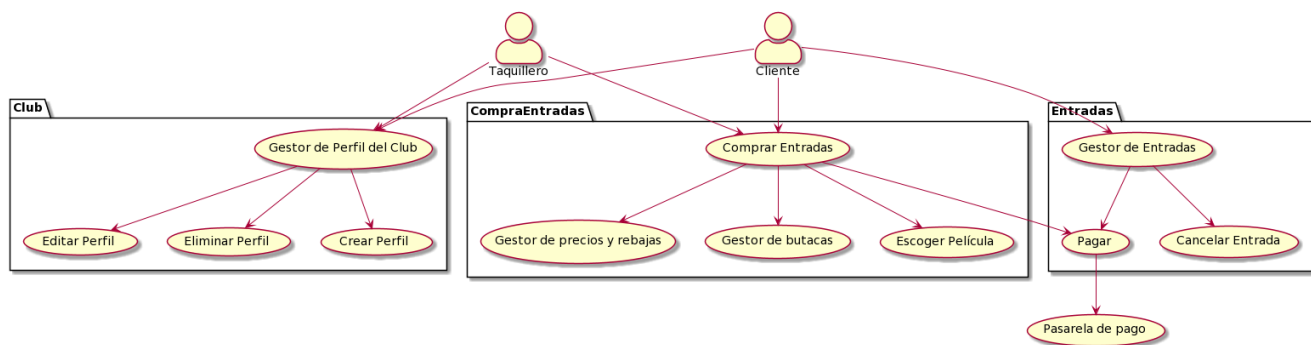 Taquillero
Cliente
Club
CompraEntradas
Entradas
Gestor de Perfil del Club
Comprar Entradas
Gestor de Entradas
Editar Perfil
Eliminar Perfil
Crear Perfil
Gestor de precios y rebajas
Gestor de butacas
Escoger Película
Pagar
Cancelar Entrada
Pasarela de pago